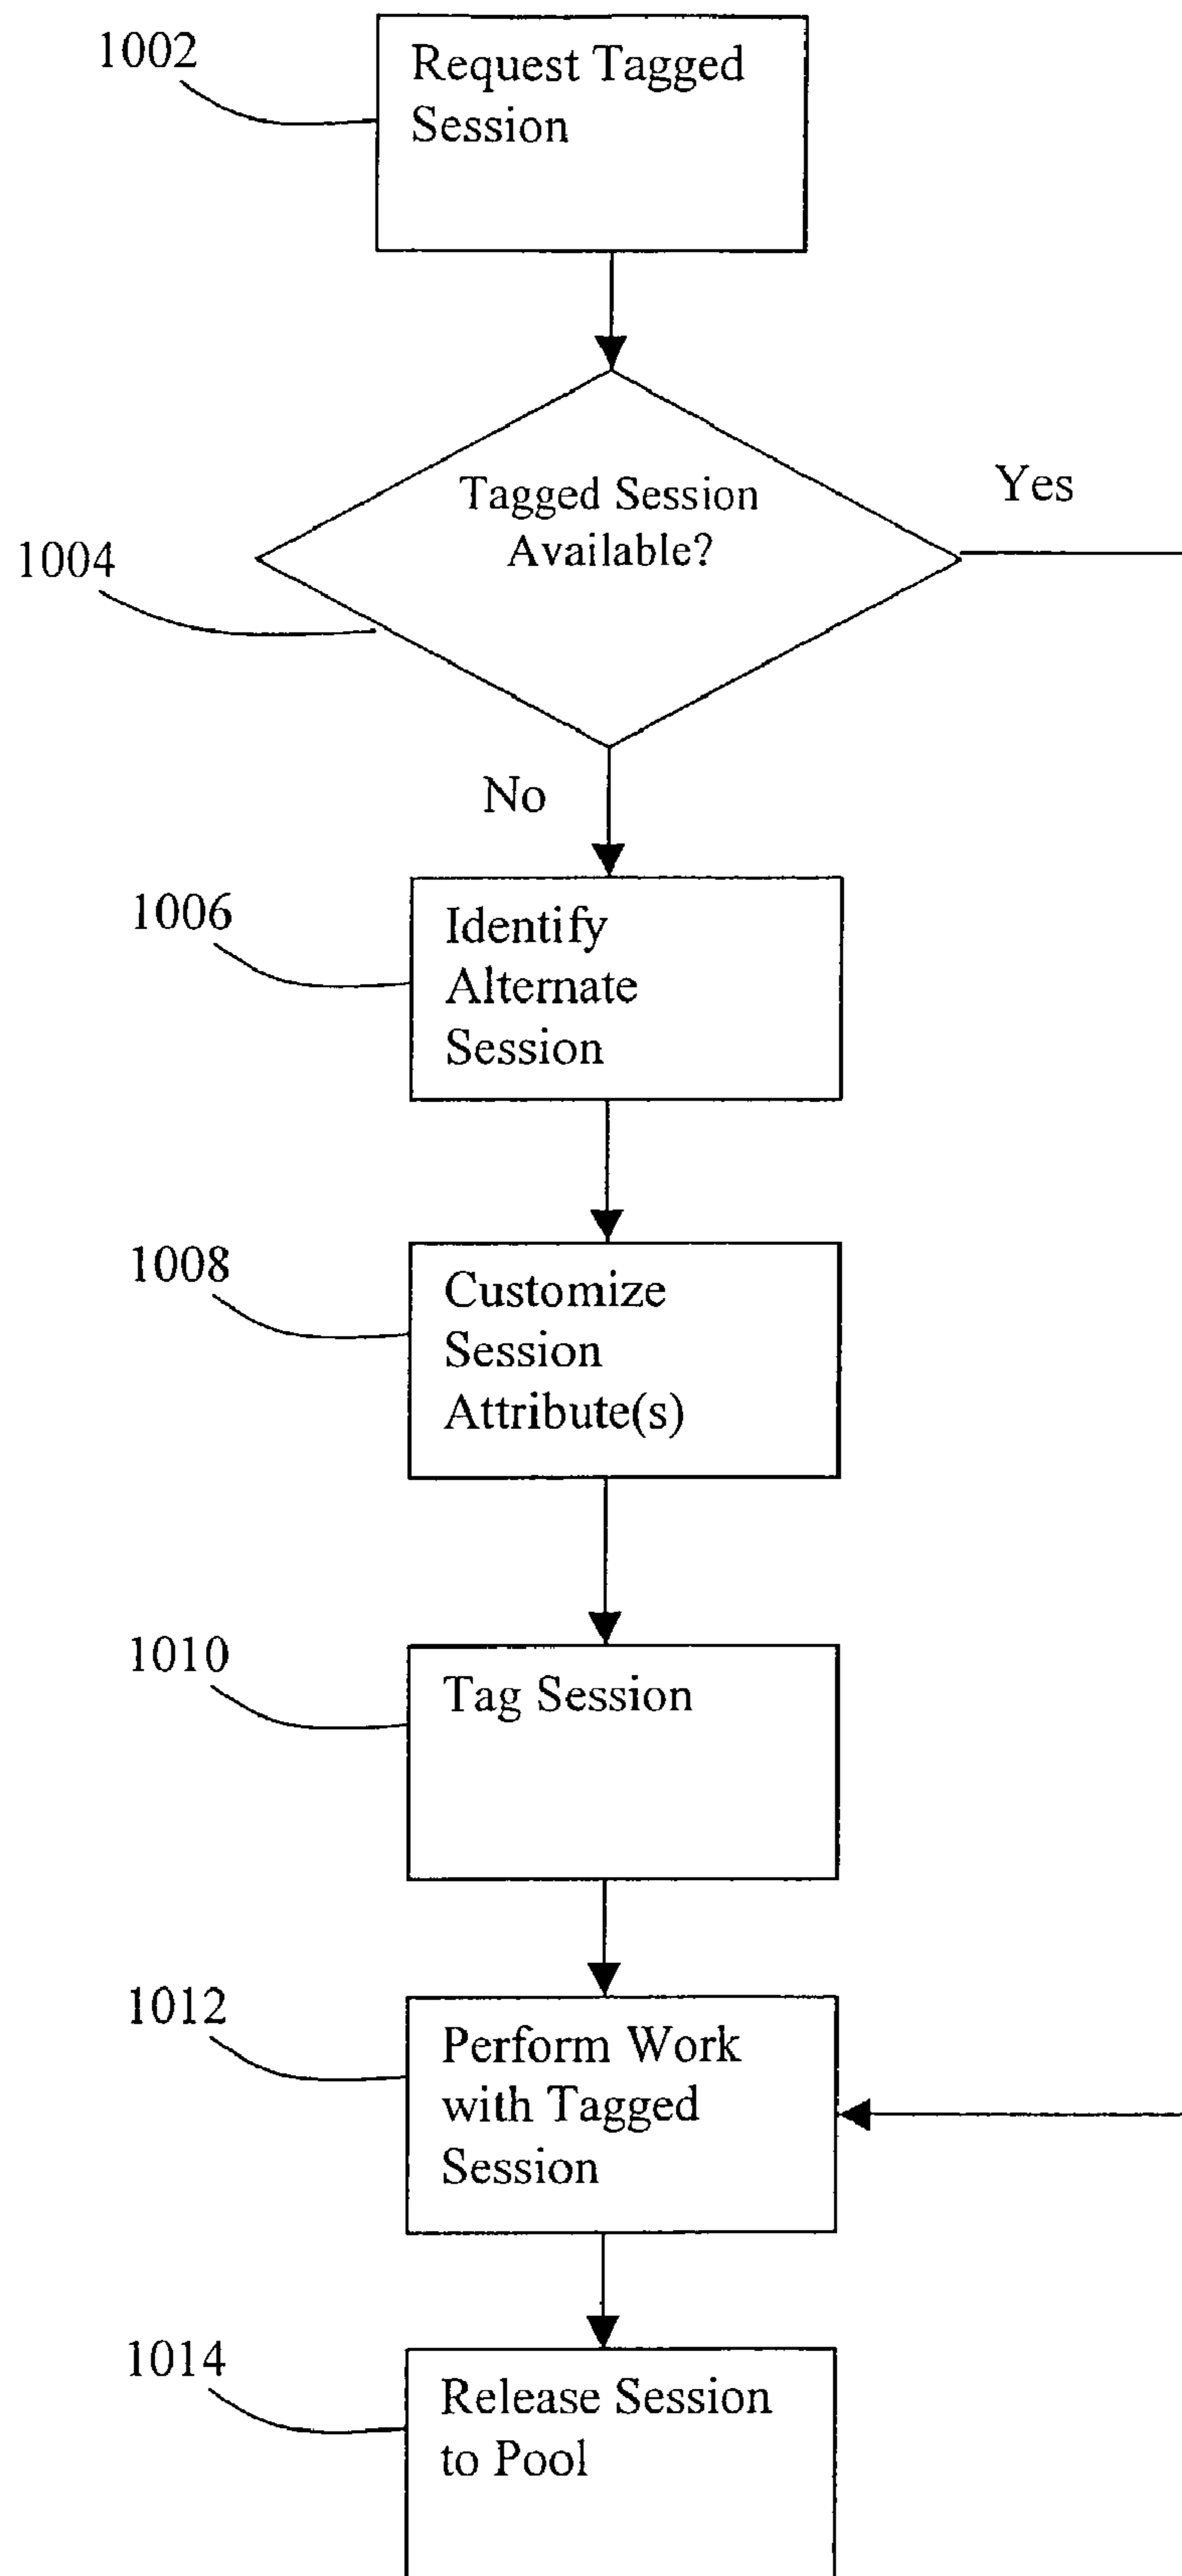 1002
Request Tagged
Session
Tagged Session
Available?
Yes
1004
No
1006
Identify
Alternate
Session
1008
Customize
Session
Attribute(s)
1010
Tag Session
1012
Perform Work
with Tagged
Session
1014
Release Session
to Pool